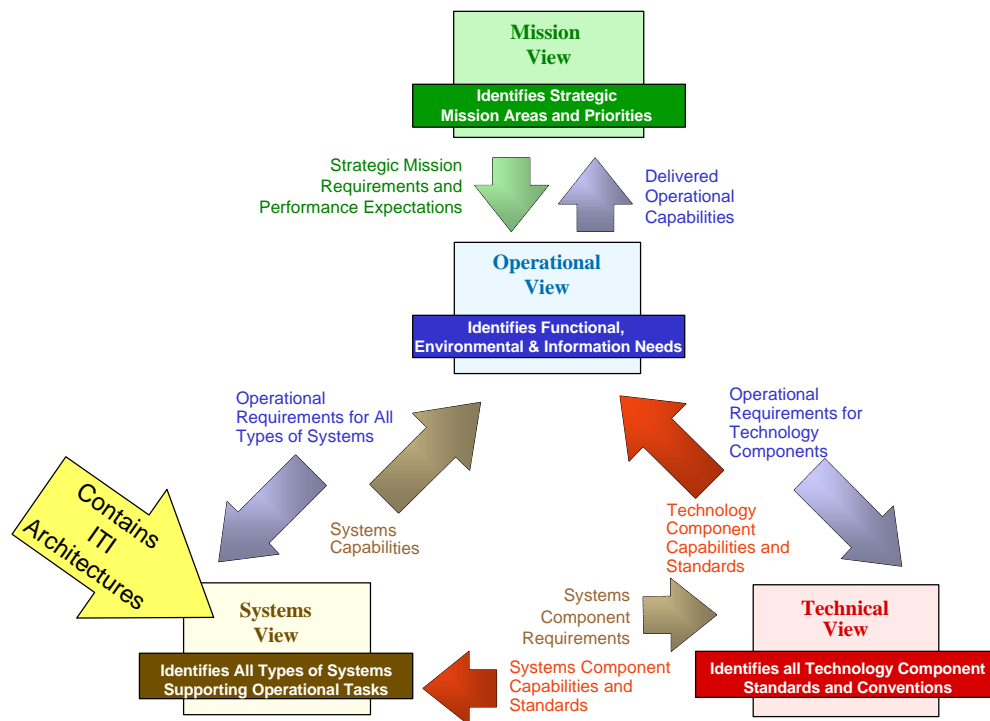 Mission
View
Identifies Strategic
Mission Areas and Priorities
Strategic Mission
Requirements and
Performance Expectations
Delivered
Operational
Capabilities
Operational
View
Identifies Functional,
Environmental & Information Needs
Operational
Requirements for All
Types of Systems
Operational
Requirements for
Technology
Components
Contains
ITI
Architectures
Systems
Capabilities
Technology
Component
Capabilities and
Standards
Systems
View
Identifies All Types of Systems
Supporting Operational Tasks
Systems
Component
Requirements
Systems Component
Capabilities and
Standards
Technical
View
Identifies all Technology Component
Standards and Conventions